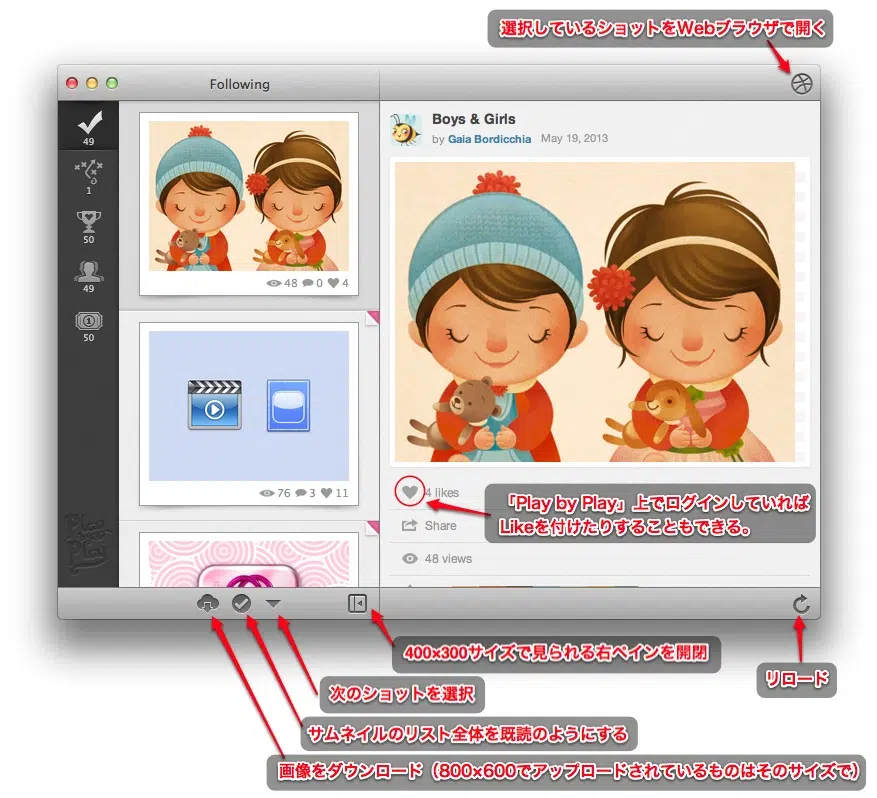 選択しているショットをWebブラウザで開く
Following
49
1
50
49
1
50
48 0 4
76 3 11
Boys & Girls
by Gaia Bordicchia May 19, 2013
4 likes
「Play by Play」上でログインしていれば
Likeを付けたりすることもできる。
Share
48 views
Play by Play
400×300サイズで見られる右ペインを開閉
リロード
次のショットを選択
サムネイルのリスト全体を既読のようにする
画像をダウンロード（800×600でアップロードされているものはそのサイズで）